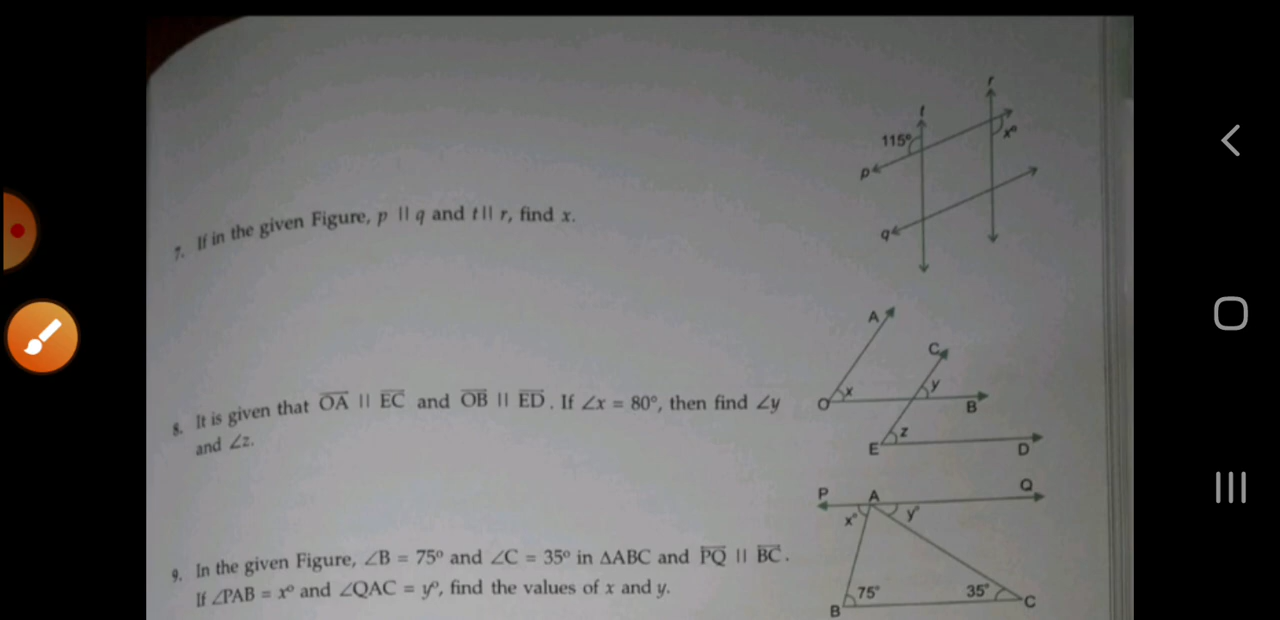 r
t
115°
x°
p
q
7. If in the given Figure, p || q and t || r, find x.
A
C
x
y
O
B
z
E
D
8. It is given that OA || EC and OB || ED. If ∠x = 80°, then find ∠y
and ∠z.
P
A
Q
x°
y°
75°
35°
B
C
9. In the given Figure, ∠B = 75° and ∠C = 35° in ΔABC and PQ || BC.
If ∠PAB = x° and ∠QAC = y°, find the values of x and y.